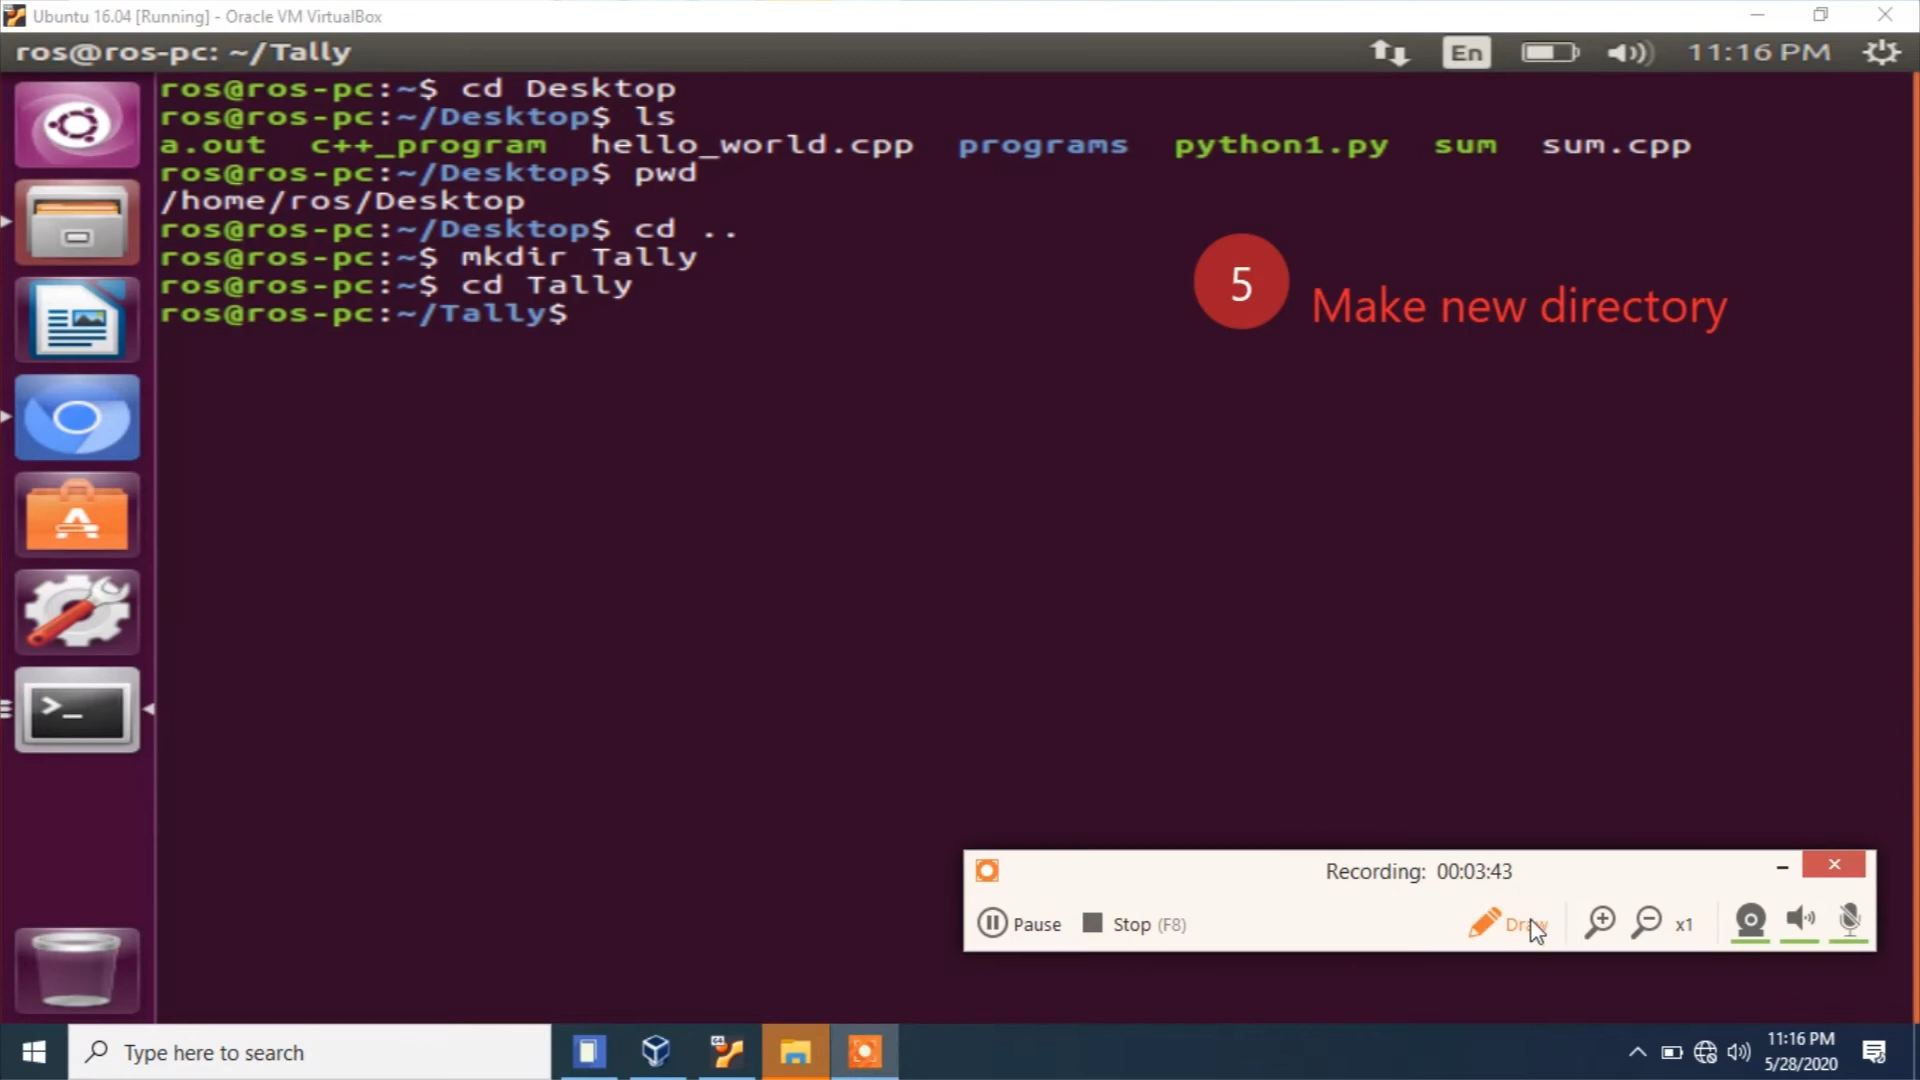 Ubuntu 16.04 [Running] - Oracle VM VirtualBox
ros@ros-pc: ~/Tally
En
11:16 PM
ros@ros-pc:~$ cd Desktop
ros@ros-pc:~/Desktop$ ls
a.out c++_program hello_world.cpp programs python1.py sum sum.cpp
ros@ros-pc:~/Desktop$ pwd
/home/ros/Desktop
ros@ros-pc:~/Desktop$ cd ..
ros@ros-pc:~$ mkdir Tally
ros@ros-pc:~$ cd Tally
ros@ros-pc:~/Tally$
5 Make new directory
>_
Recording: 00:03:43
Pause Stop (F8) Draw x1
Type here to search
64
11:16 PM
5/28/2020